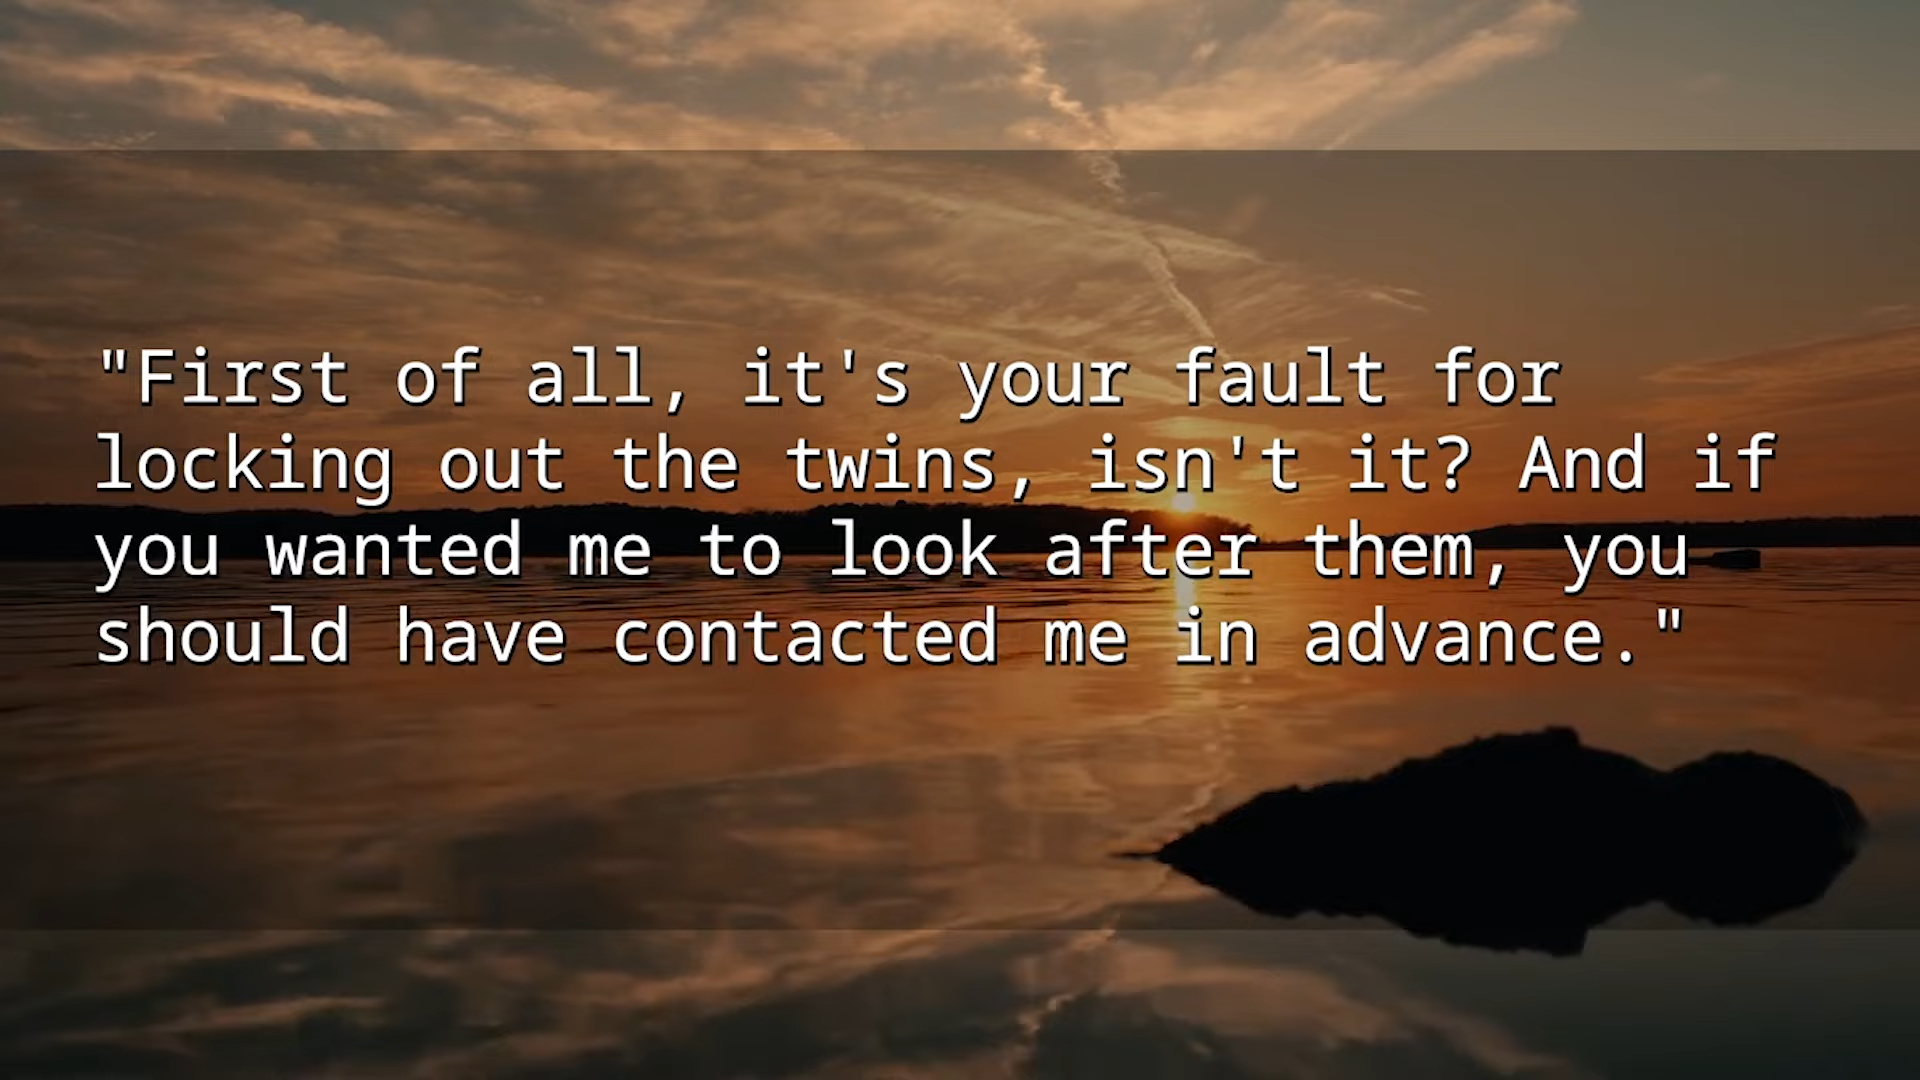 "First of all, it's your fault for
locking out the twins, isn't it? And if
you wanted me to look after them, you
should have contacted me in advance."